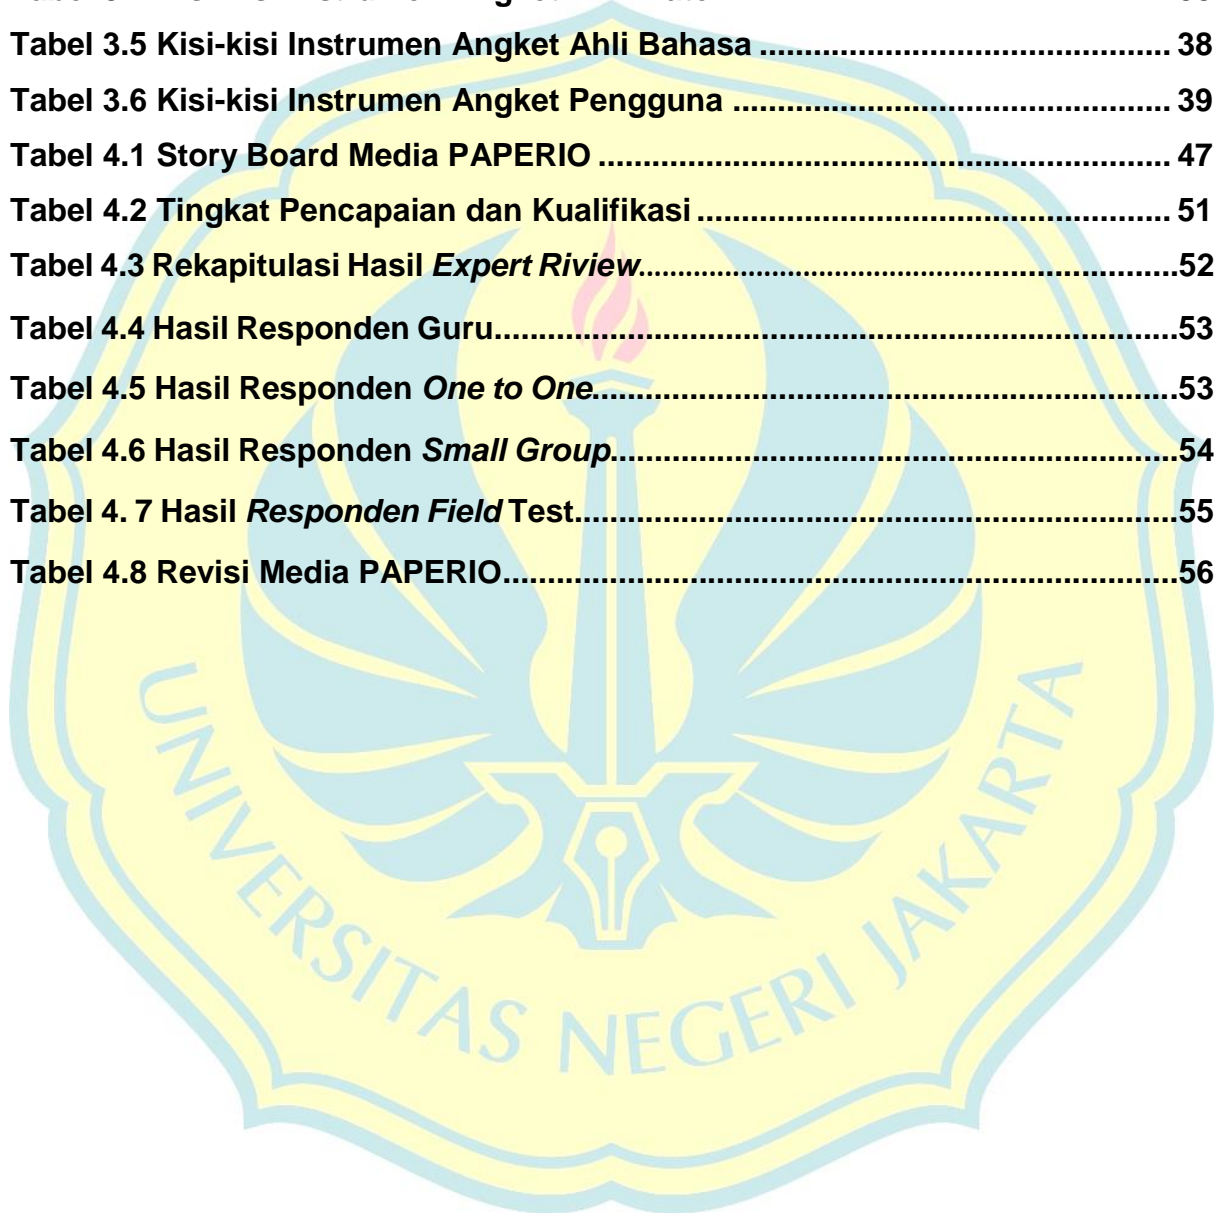 Tabel 3.5 Kisi-kisi Instrumen Angket Ahli Bahasa ............................................. 38
Tabel 3.6 Kisi-kisi Instrumen Angket Pengguna ................................................ 39
Tabel 4.1 Story Board Media PAPERIO ............................................................... 47
Tabel 4.2 Tingkat Pencapaian dan Kualifikasi .................................................... 51
Tabel 4.3 Rekapitulasi Hasil Expert Riview...........................................................52
Tabel 4.4 Hasil Responden Guru...........................................................................53
Tabel 4.5 Hasil Responden One to One................................................................53
Tabel 4.6 Hasil Responden Small Group..............................................................54
Tabel 4. 7 Hasil Responden Field Test..................................................................55
Tabel 4.8 Revisi Media PAPERIO..........................................................................56
UNIVERSITAS NEGERI JAKARTA